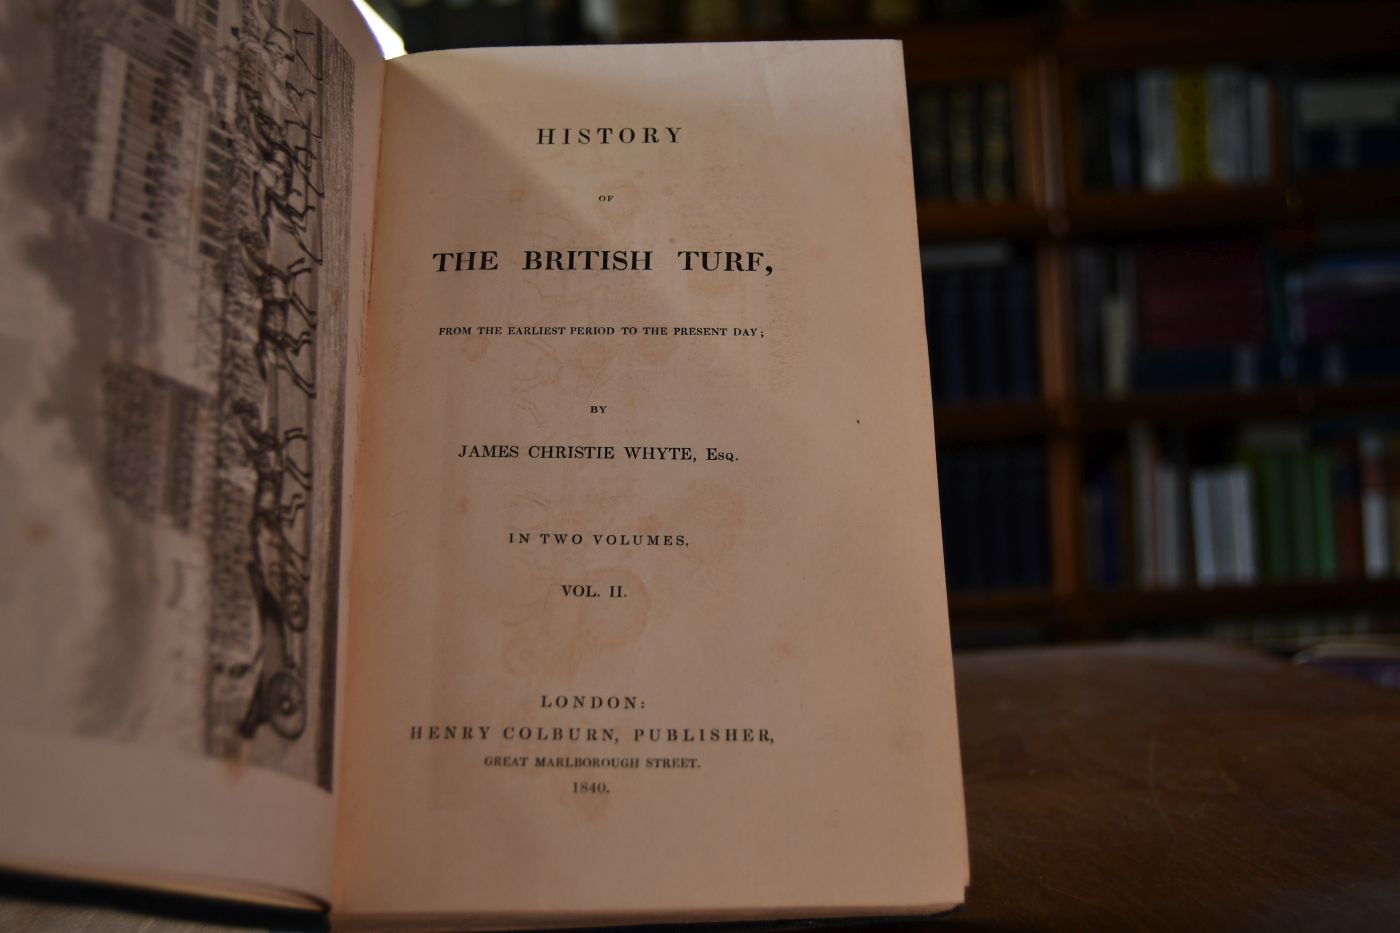 HISTORY
OF
THE BRITISH TURF,
FROM THE EARLIEST PERIOD TO THE PRESENT DAY;
BY
JAMES CHRISTIE WHYTE, Esq.
IN TWO VOLUMES.
VOL. II.
LONDON:
HENRY COLBURN, PUBLISHER,
GREAT MARLBOROUGH STREET.
1840.